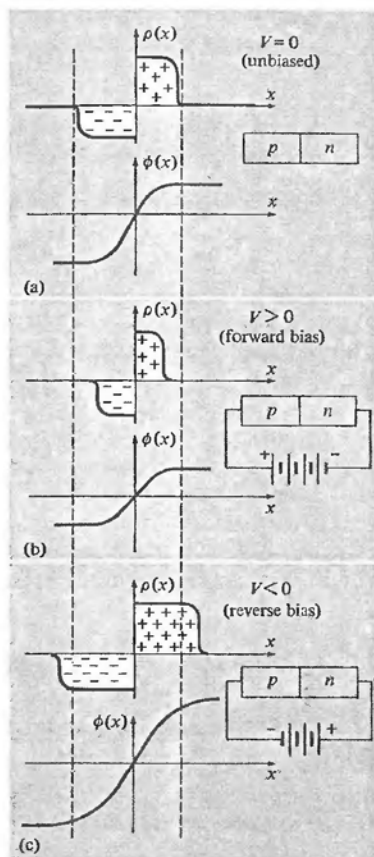 ρ(x)
V = 0
(unbiased)
+ +
+ +
+ +
+
x
− − − −
− − −
p n
ϕ(x)
x
(a)
ρ(x)
V > 0
(forward bias)
+ +
+
+ +
+
x
− −
− −
p n
+ −
ϕ(x)
x
(b)
ρ(x)
V < 0
(reverse bias)
+ + + +
+ + + +
+ + + +
x
− − − − −
− − − −
p n
− +
ϕ(x)
x
(c)